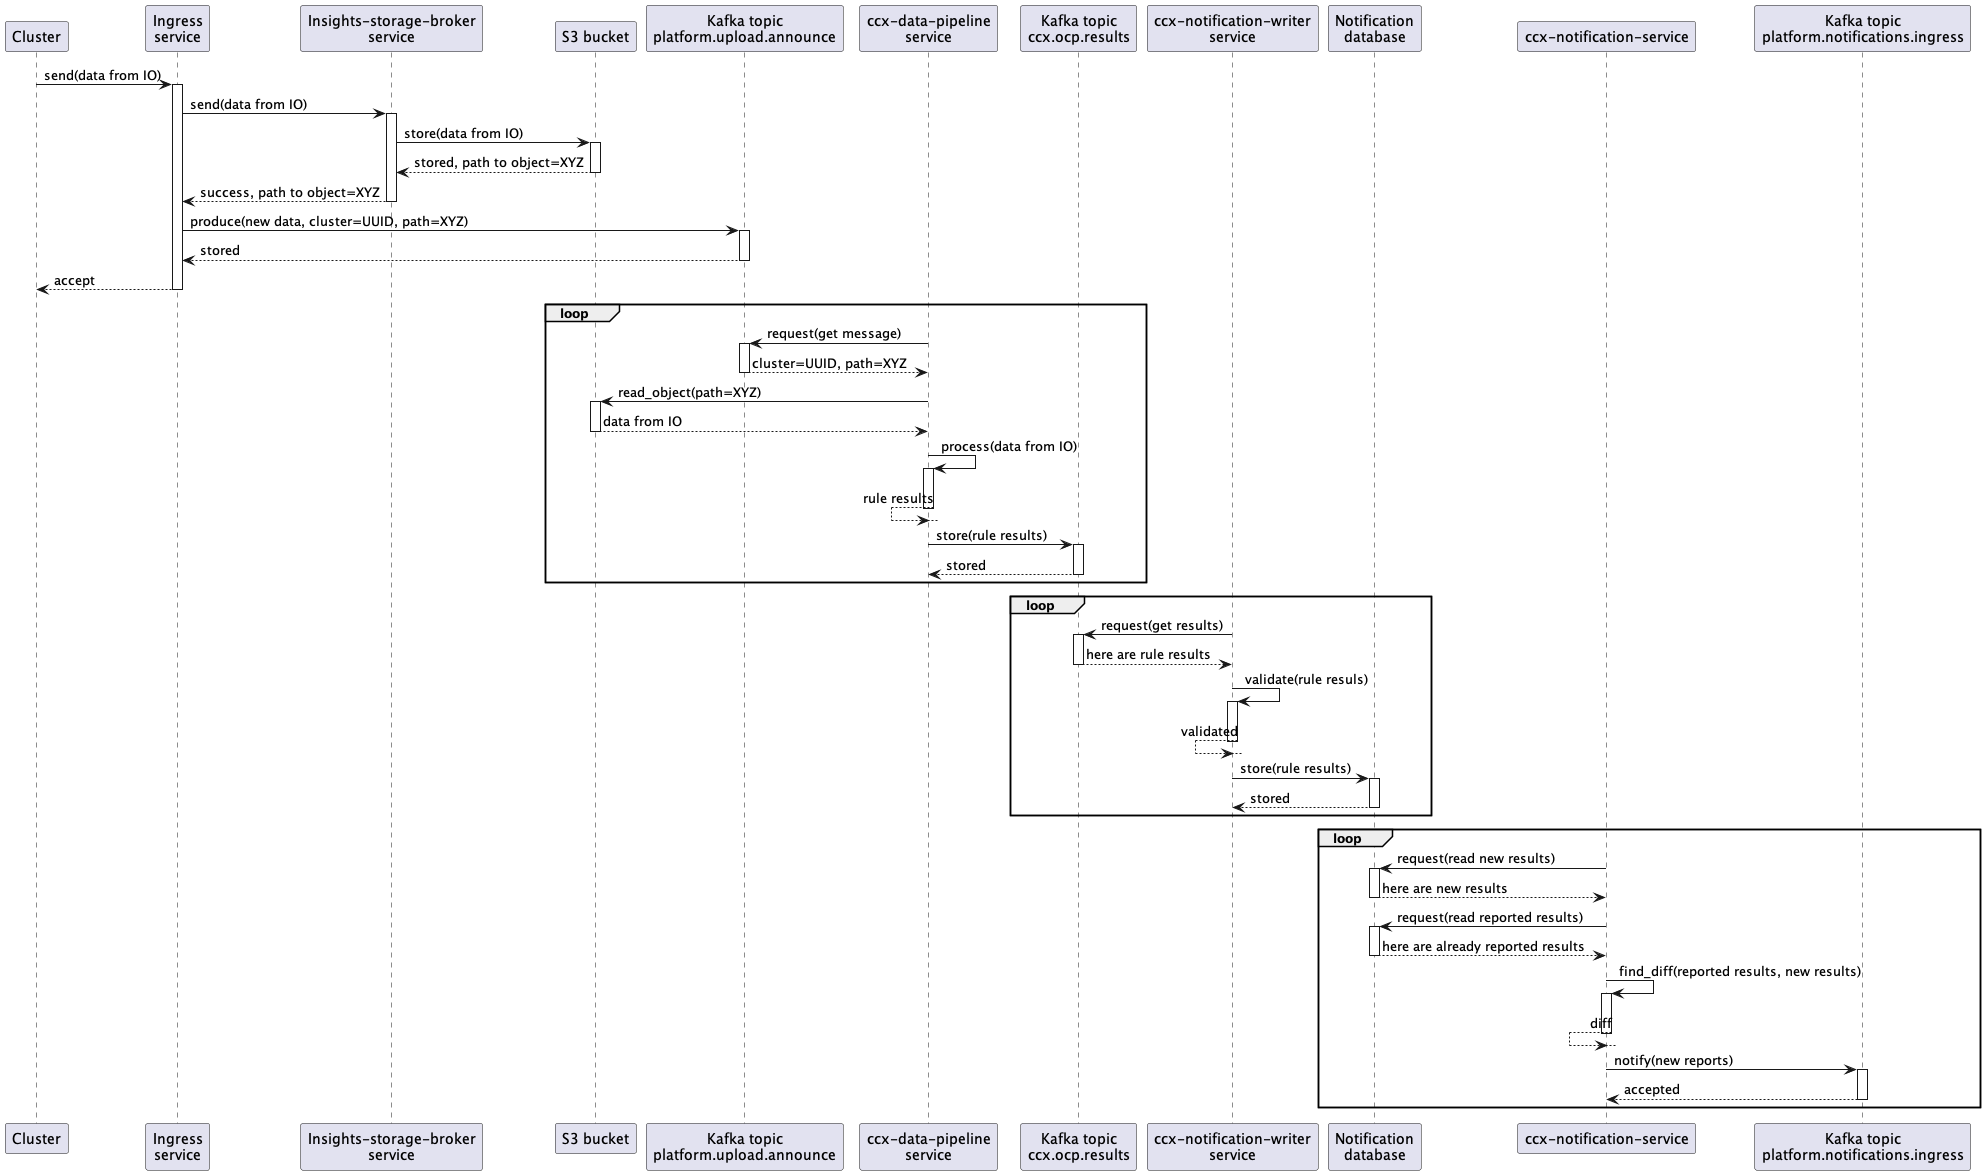 Cluster
Ingress
service
Insights-storage-broker
service
S3 bucket
Kafka topic
platform.upload.announce
ccx-data-pipeline
service
Kafka topic
ccx.ocp.results
ccx-notification-writer
service
Notification
database
ccx-notification-service
Kafka topic
platform.notifications.ingress
send(data from IO)
send(data from IO)
store(data from IO)
stored, path to object=XYZ
success, path to object=XYZ
produce(new data, cluster=UUID, path=XYZ)
stored
accept
loop
request(get message)
cluster=UUID, path=XYZ
read_object(path=XYZ)
data from IO
process(data from IO)
rule results
store(rule results)
stored
loop
request(get results)
here are rule results
validate(rule resuls)
validated
store(rule results)
stored
loop
request(read new results)
here are new results
request(read reported results)
here are already reported results
find_diff(reported results, new results)
diff
notify(new reports)
accepted
Cluster
Ingress
service
Insights-storage-broker
service
S3 bucket
Kafka topic
platform.upload.announce
ccx-data-pipeline
service
Kafka topic
ccx.ocp.results
ccx-notification-writer
service
Notification
database
ccx-notification-service
Kafka topic
platform.notifications.ingress